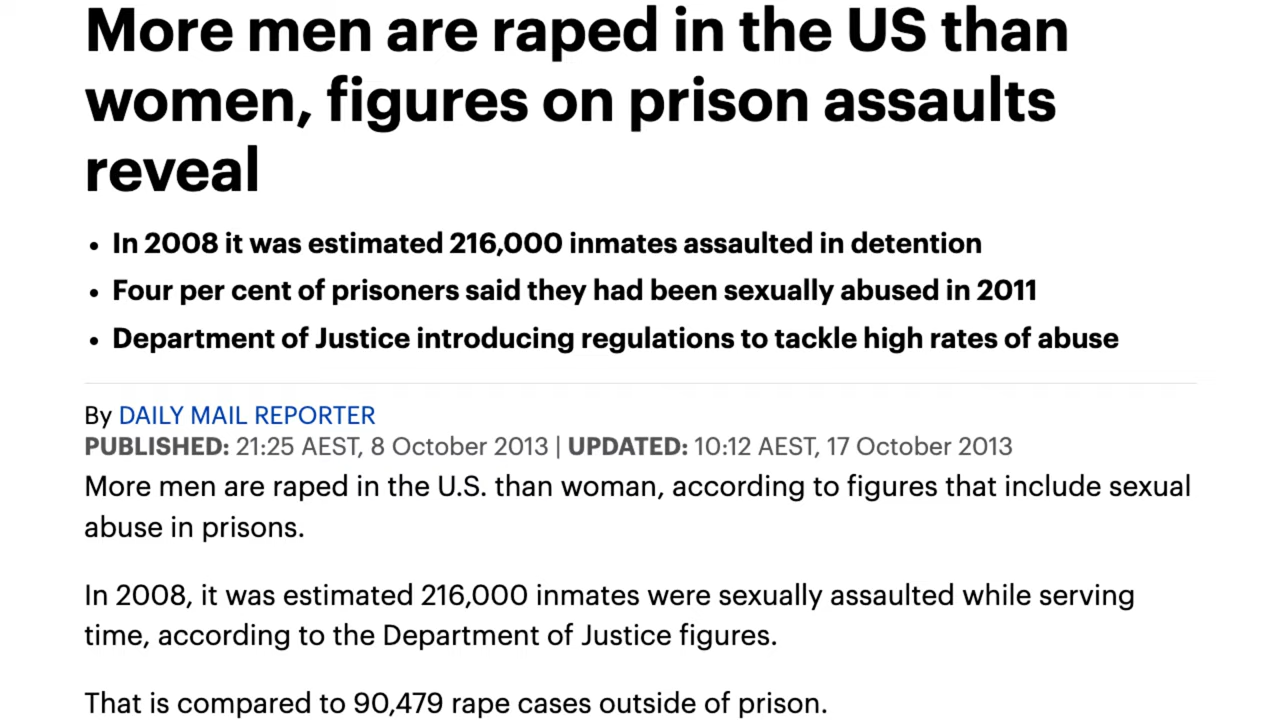 More men are raped in the US than
women, figures on prison assaults
reveal
• In 2008 it was estimated 216,000 inmates assaulted in detention
• Four per cent of prisoners said they had been sexually abused in 2011
• Department of Justice introducing regulations to tackle high rates of abuse
By DAILY MAIL REPORTER
PUBLISHED: 21:25 AEST, 8 October 2013 | UPDATED: 10:12 AEST, 17 October 2013
More men are raped in the U.S. than woman, according to figures that include sexual
abuse in prisons.
In 2008, it was estimated 216,000 inmates were sexually assaulted while serving
time, according to the Department of Justice figures.
That is compared to 90,479 rape cases outside of prison.